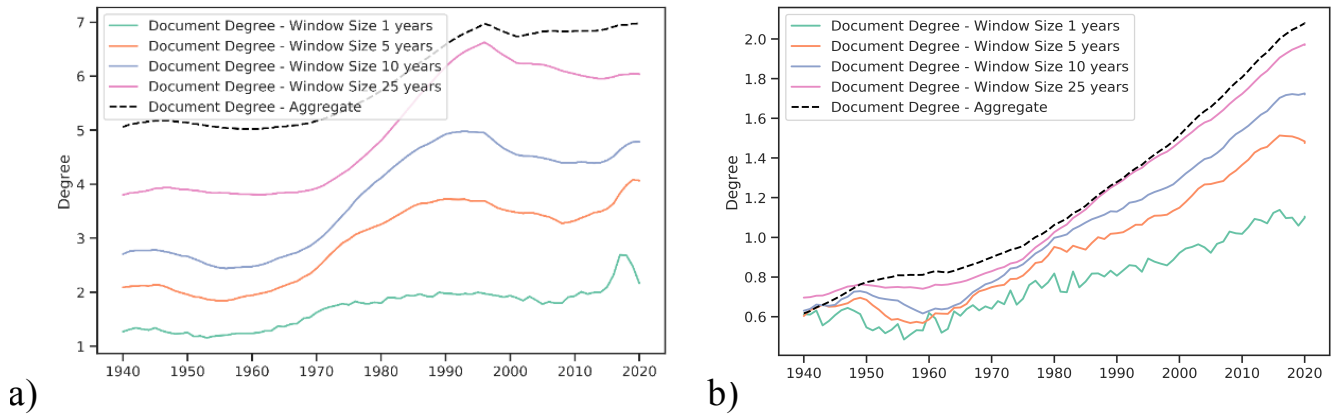 Document Degree - Window Size 1 years
Document Degree - Window Size 5 years
Document Degree - Window Size 10 years
Document Degree - Window Size 25 years
Document Degree - Aggregate
Degree
7
6
5
4
3
2
1
1940 1950 1960 1970 1980 1990 2000 2010 2020
a)
Document Degree - Window Size 1 years
Document Degree - Window Size 5 years
Document Degree - Window Size 10 years
Document Degree - Window Size 25 years
Document Degree - Aggregate
Degree
2.0
1.8
1.6
1.4
1.2
1.0
0.8
0.6
1940 1950 1960 1970 1980 1990 2000 2010 2020
b)